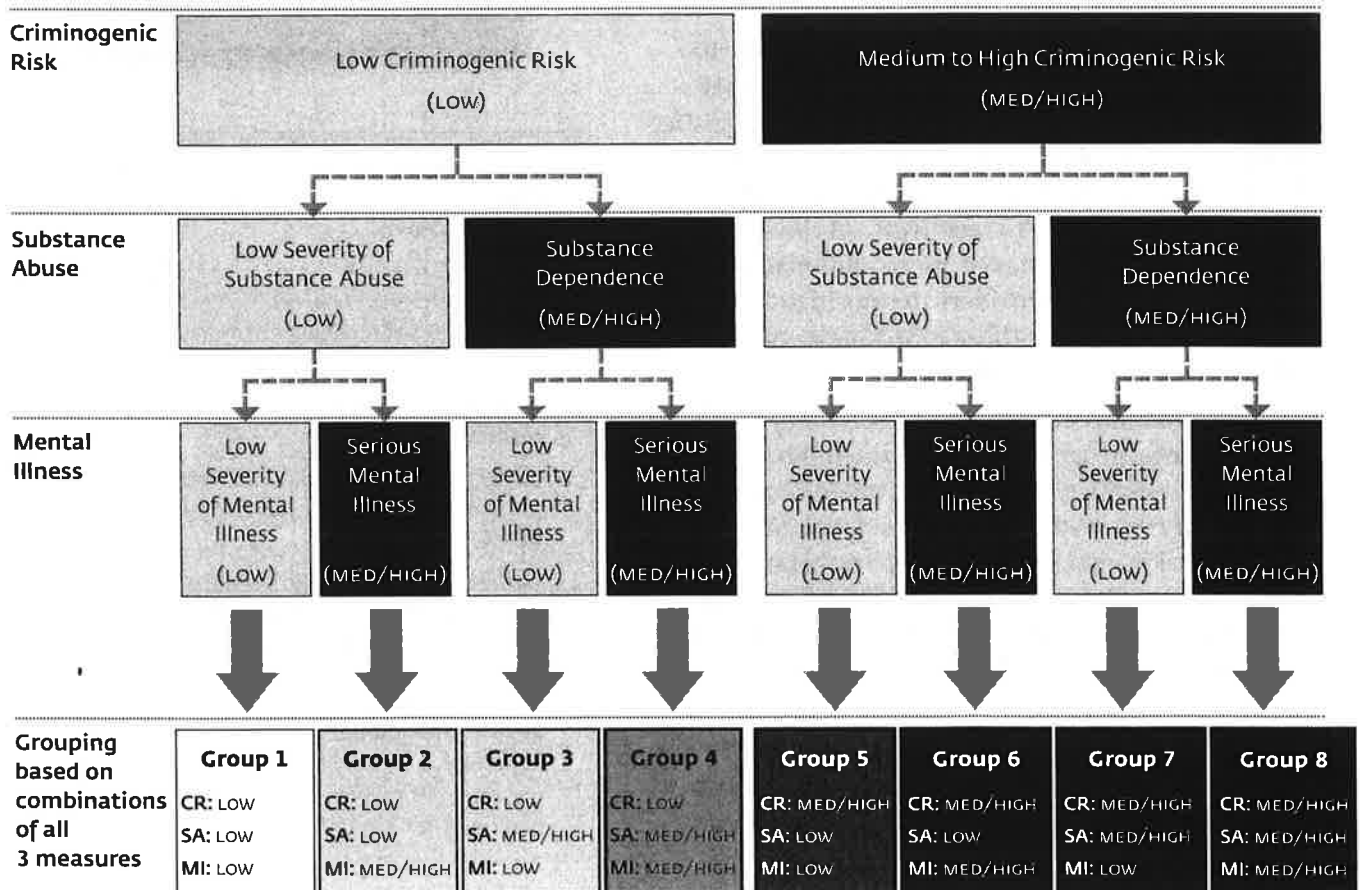 Criminogenic
Risk
Low Criminogenic Risk
(LOW)
Medium to High Criminogenic Risk
(MED/HIGH)
Substance
Abuse
Low Severity of
Substance Abuse
(LOW)
Substance
Dependence
(MED/HIGH)
Low Severity of
Substance Abuse
(LOW)
Substance
Dependence
(MED/HIGH)
Mental
Illness
Low
Severity
of Mental
Illness
(LOW)
Serious
Mental
Illness
(MED/HIGH)
Low
Severity
of Mental
Illness
(LOW)
Serious
Mental
Illness
(MED/HIGH)
Low
Severity
of Mental
Illness
(LOW)
Serious
Mental
Illness
(MED/HIGH)
Low
Severity
of Mental
Illness
(LOW)
Serious
Mental
Illness
(MED/HIGH)
Grouping
based on
combinations
of all
3 measures
Group 1
CR: LOW
SA: LOW
MI: LOW
Group 2
CR: LOW
SA: LOW
MI: MED/HIGH
Group 3
CR: LOW
SA: MED/HIGH
MI: LOW
Group 4
CR: LOW
SA: MED/HIGH
MI: MED/HIGH
Group 5
CR: MED/HIGH
SA: LOW
MI: LOW
Group 6
CR: MED/HIGH
SA: LOW
MI: MED/HIGH
Group 7
CR: MED/HIGH
SA: MED/HIGH
MI: LOW
Group 8
CR: MED/HIGH
SA: MED/HIGH
MI: MED/HIGH